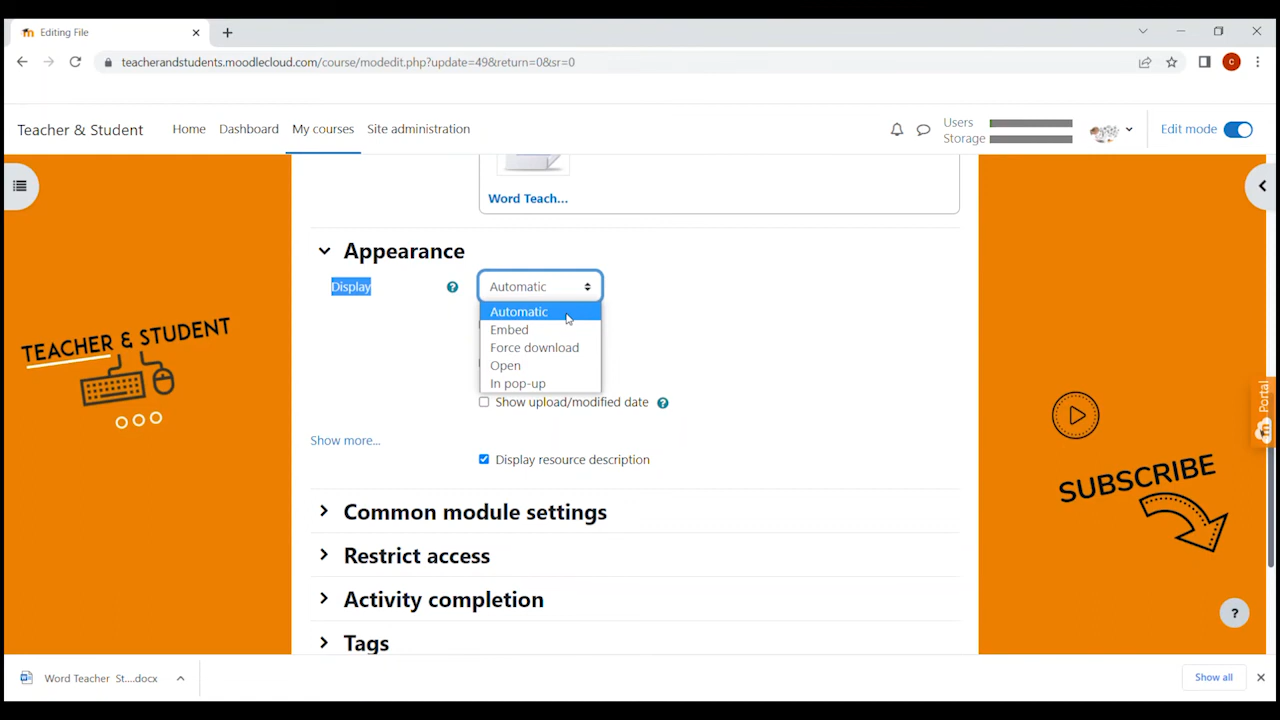 Editing File
teacherandstudents.moodlecloud.com/course/modedit.php?update=49&return=0&sr=0
C
Teacher & Student
Home
Dashboard
My courses
Site administration
Users
Storage
Edit mode
Word Teach...
Appearance
Display
?
Automatic
Automatic
Embed
Force download
Open
In pop-up
Show upload/modified date
?
Show more...
Display resource description
Common module settings
Restrict access
Activity completion
Tags
TEACHER & STUDENT
SUBSCRIBE
Portal
?
Word Teacher St....docx
Show all